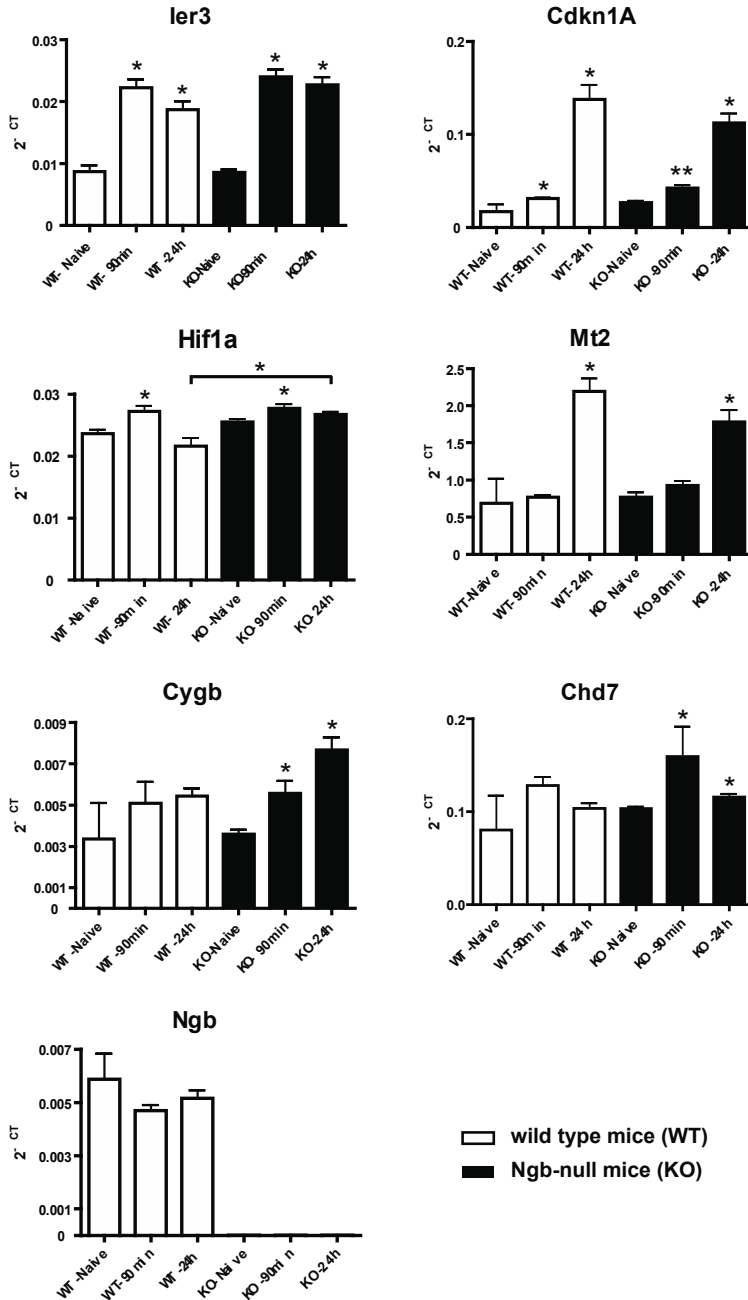 Ier3
0.03
0.02
0.01
0
2⁻ CT
* * * *
WT- Naive WT- 90min WT -24h KO-Naive KO-90min KO-24h
Cdkn1A
0.2
0.1
0
2⁻ CT
* * ** *
WT-Naive WT-90min WT-24h KO-Naive KO-90min KO-24h
Hif1a
0.03
0.02
0.01
0
2⁻ CT
* * *
WT -Naive WT -90min WT- 24h KO -Naive KO- 90min KO- 24h
Mt2
2.5
2.0
1.5
1.0
0.5
0
2⁻ CT
* *
WT-Naive WT-90min WT-24h KO- Naive KO-90min KO -24h
Cygb
0.009
0.007
0.005
0.003
0.001
0
2⁻ CT
* *
WT -Naive WT -90min WT -24h KO-Naive KO- 90min KO-24h
Chd7
0.2
0.1
0.0
2⁻ CT
* *
WT -Naive WT-90min WT -24h KO-Naive KO -90min KO -24h
Ngb
0.007
0.005
0.003
0.001
0
2⁻ CT
WT -Naive WT-90min WT -24h KO-Naive KO -90min KO-24h
wild type mice (WT)
Ngb-null mice (KO)